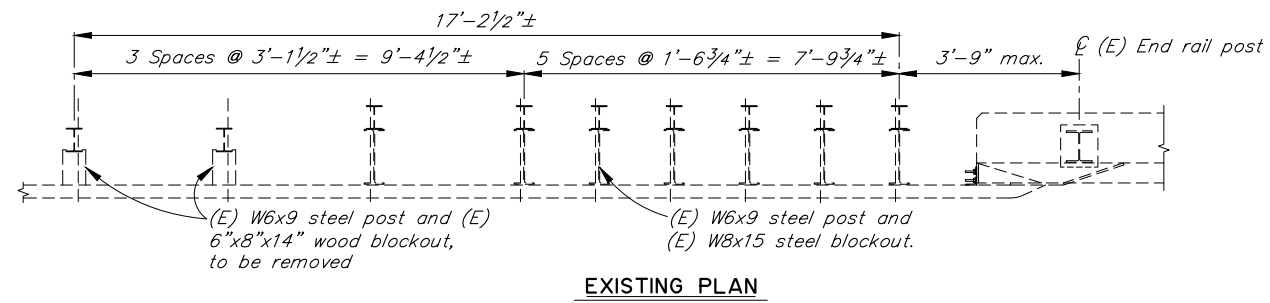 17'-2½"±
3 Spaces @ 3'-1½"± = 9'-4½"±
5 Spaces @ 1'-6¾"± = 7'-9¾"±
3'-9" max.
℄ (E) End rail post
(E) W6x9 steel post and (E)
6"x8"x14" wood blockout,
to be removed
(E) W6x9 steel post and
(E) W8x15 steel blockout.
EXISTING PLAN